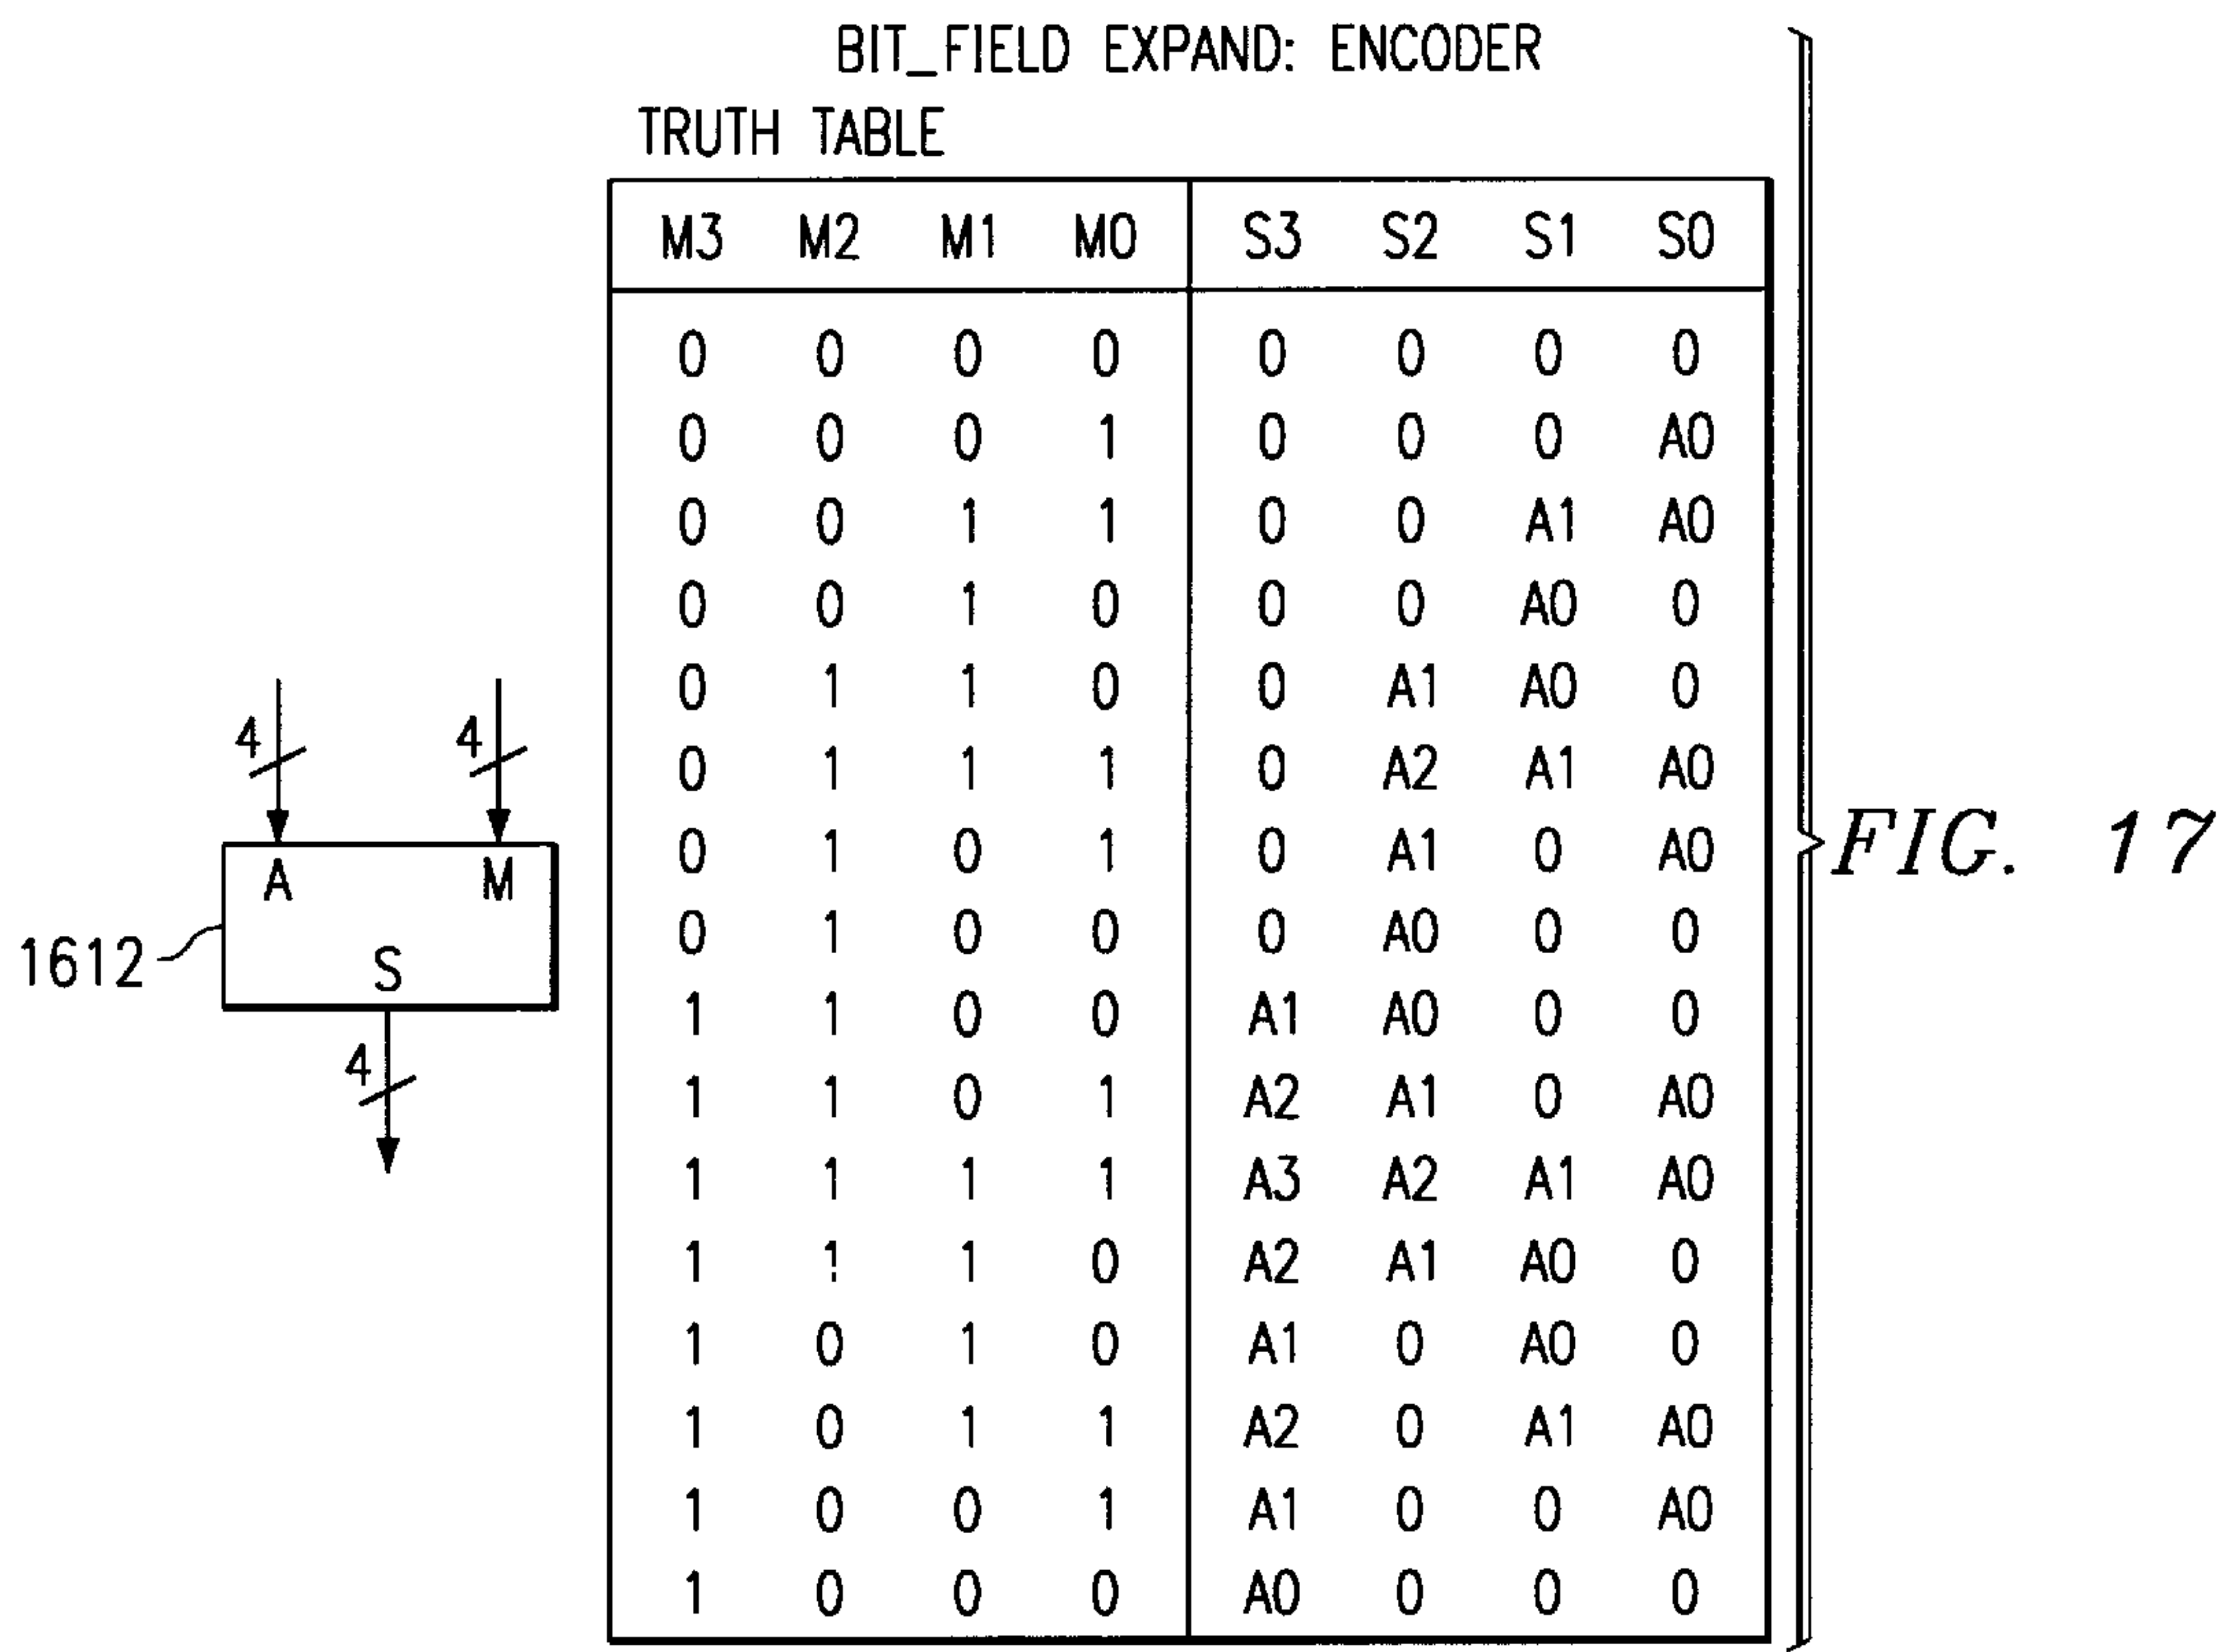 BIT_FIELD EXPAND: ENCODER
TRUTH TABLE
M3 M2 M1 M0 S3 S2 S1 S0
0 0 0 0 0 0 0 0
0 0 0 1 0 0 0 A0
0 0 1 1 0 0 A1 A0
0 0 1 0 0 0 A0 0
0 1 1 0 0 A1 A0 0
0 1 1 1 0 A2 A1 A0
0 1 0 1 0 A1 0 A0
0 1 0 0 0 A0 0 0
1 1 0 0 A1 A0 0 0
1 1 0 1 A2 A1 0 A0
1 1 1 1 A3 A2 A1 A0
1 1 1 0 A2 A1 A0 0
1 0 1 0 A1 0 A0 0
1 0 1 1 A2 0 A1 A0
1 0 0 1 A1 0 0 A0
1 0 0 0 A0 0 0 0
4 4
A M
1612
S
4
FIG. 17